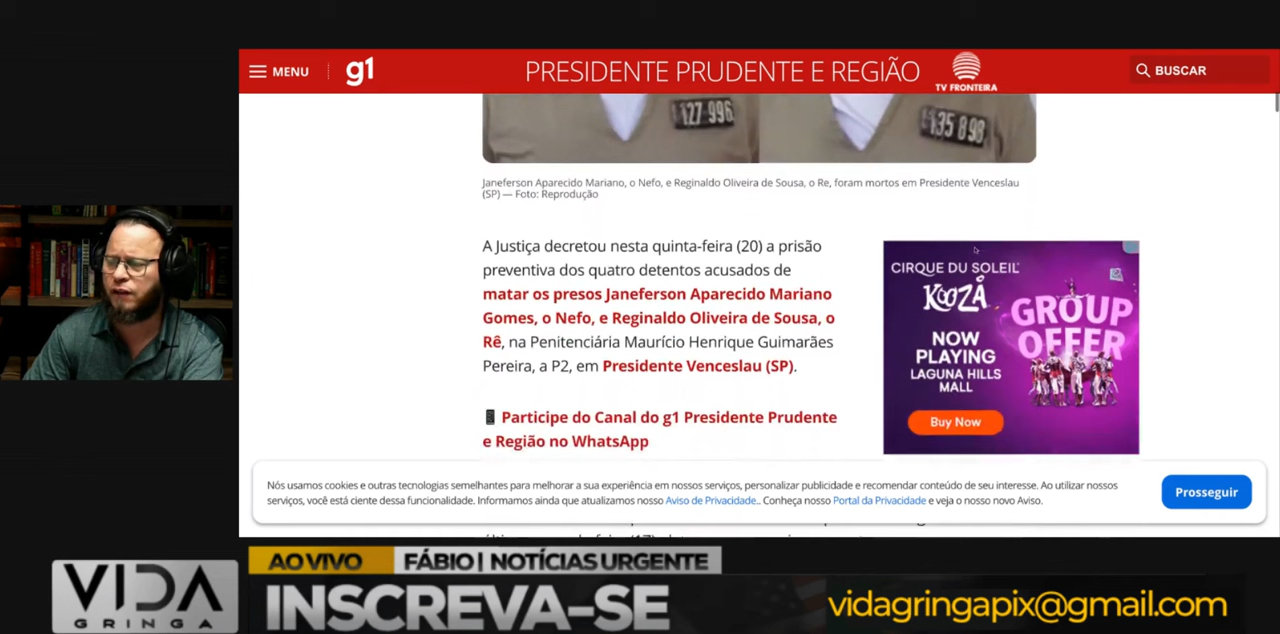 MENU
g1
PRESIDENTE PRUDENTE E REGIÃO
TV FRONTEIRA
BUSCAR
127 996
135 898
Janeferson Aparecido Mariano, o Nefo, e Reginaldo Oliveira de Sousa, o Re, foram mortos em Presidente Venceslau
(SP) — Foto: Reprodução
A Justiça decretou nesta quinta-feira (20) a prisão
preventiva dos quatro detentos acusados de
matar os presos Janeferson Aparecido Mariano
Gomes, o Nefo, e Reginaldo Oliveira de Sousa, o
Rê, na Penitenciária Maurício Henrique Guimarães
Pereira, a P2, em Presidente Venceslau (SP).
Participe do Canal do g1 Presidente Prudente
e Região no WhatsApp
CIRQUE DU SOLEIL
KOOZÅ
GROUP
OFFER
NOW
PLAYING
LAGUNA HILLS
MALL
Buy Now
Nós usamos cookies e outras tecnologias semelhantes para melhorar a sua experiência em nossos serviços, personalizar publicidade e recomendar conteúdo de seu interesse. Ao utilizar nossos
serviços, você está ciente dessa funcionalidade. Informamos ainda que atualizamos nosso Aviso de Privacidade.. Conheça nosso Portal da Privacidade e veja o nosso novo Aviso.
Prosseguir
VIDA
GRINGA
AO VIVO
FÁBIO | NOTÍCIAS URGENTE
INSCREVA-SE
vidagringapix@gmail.com